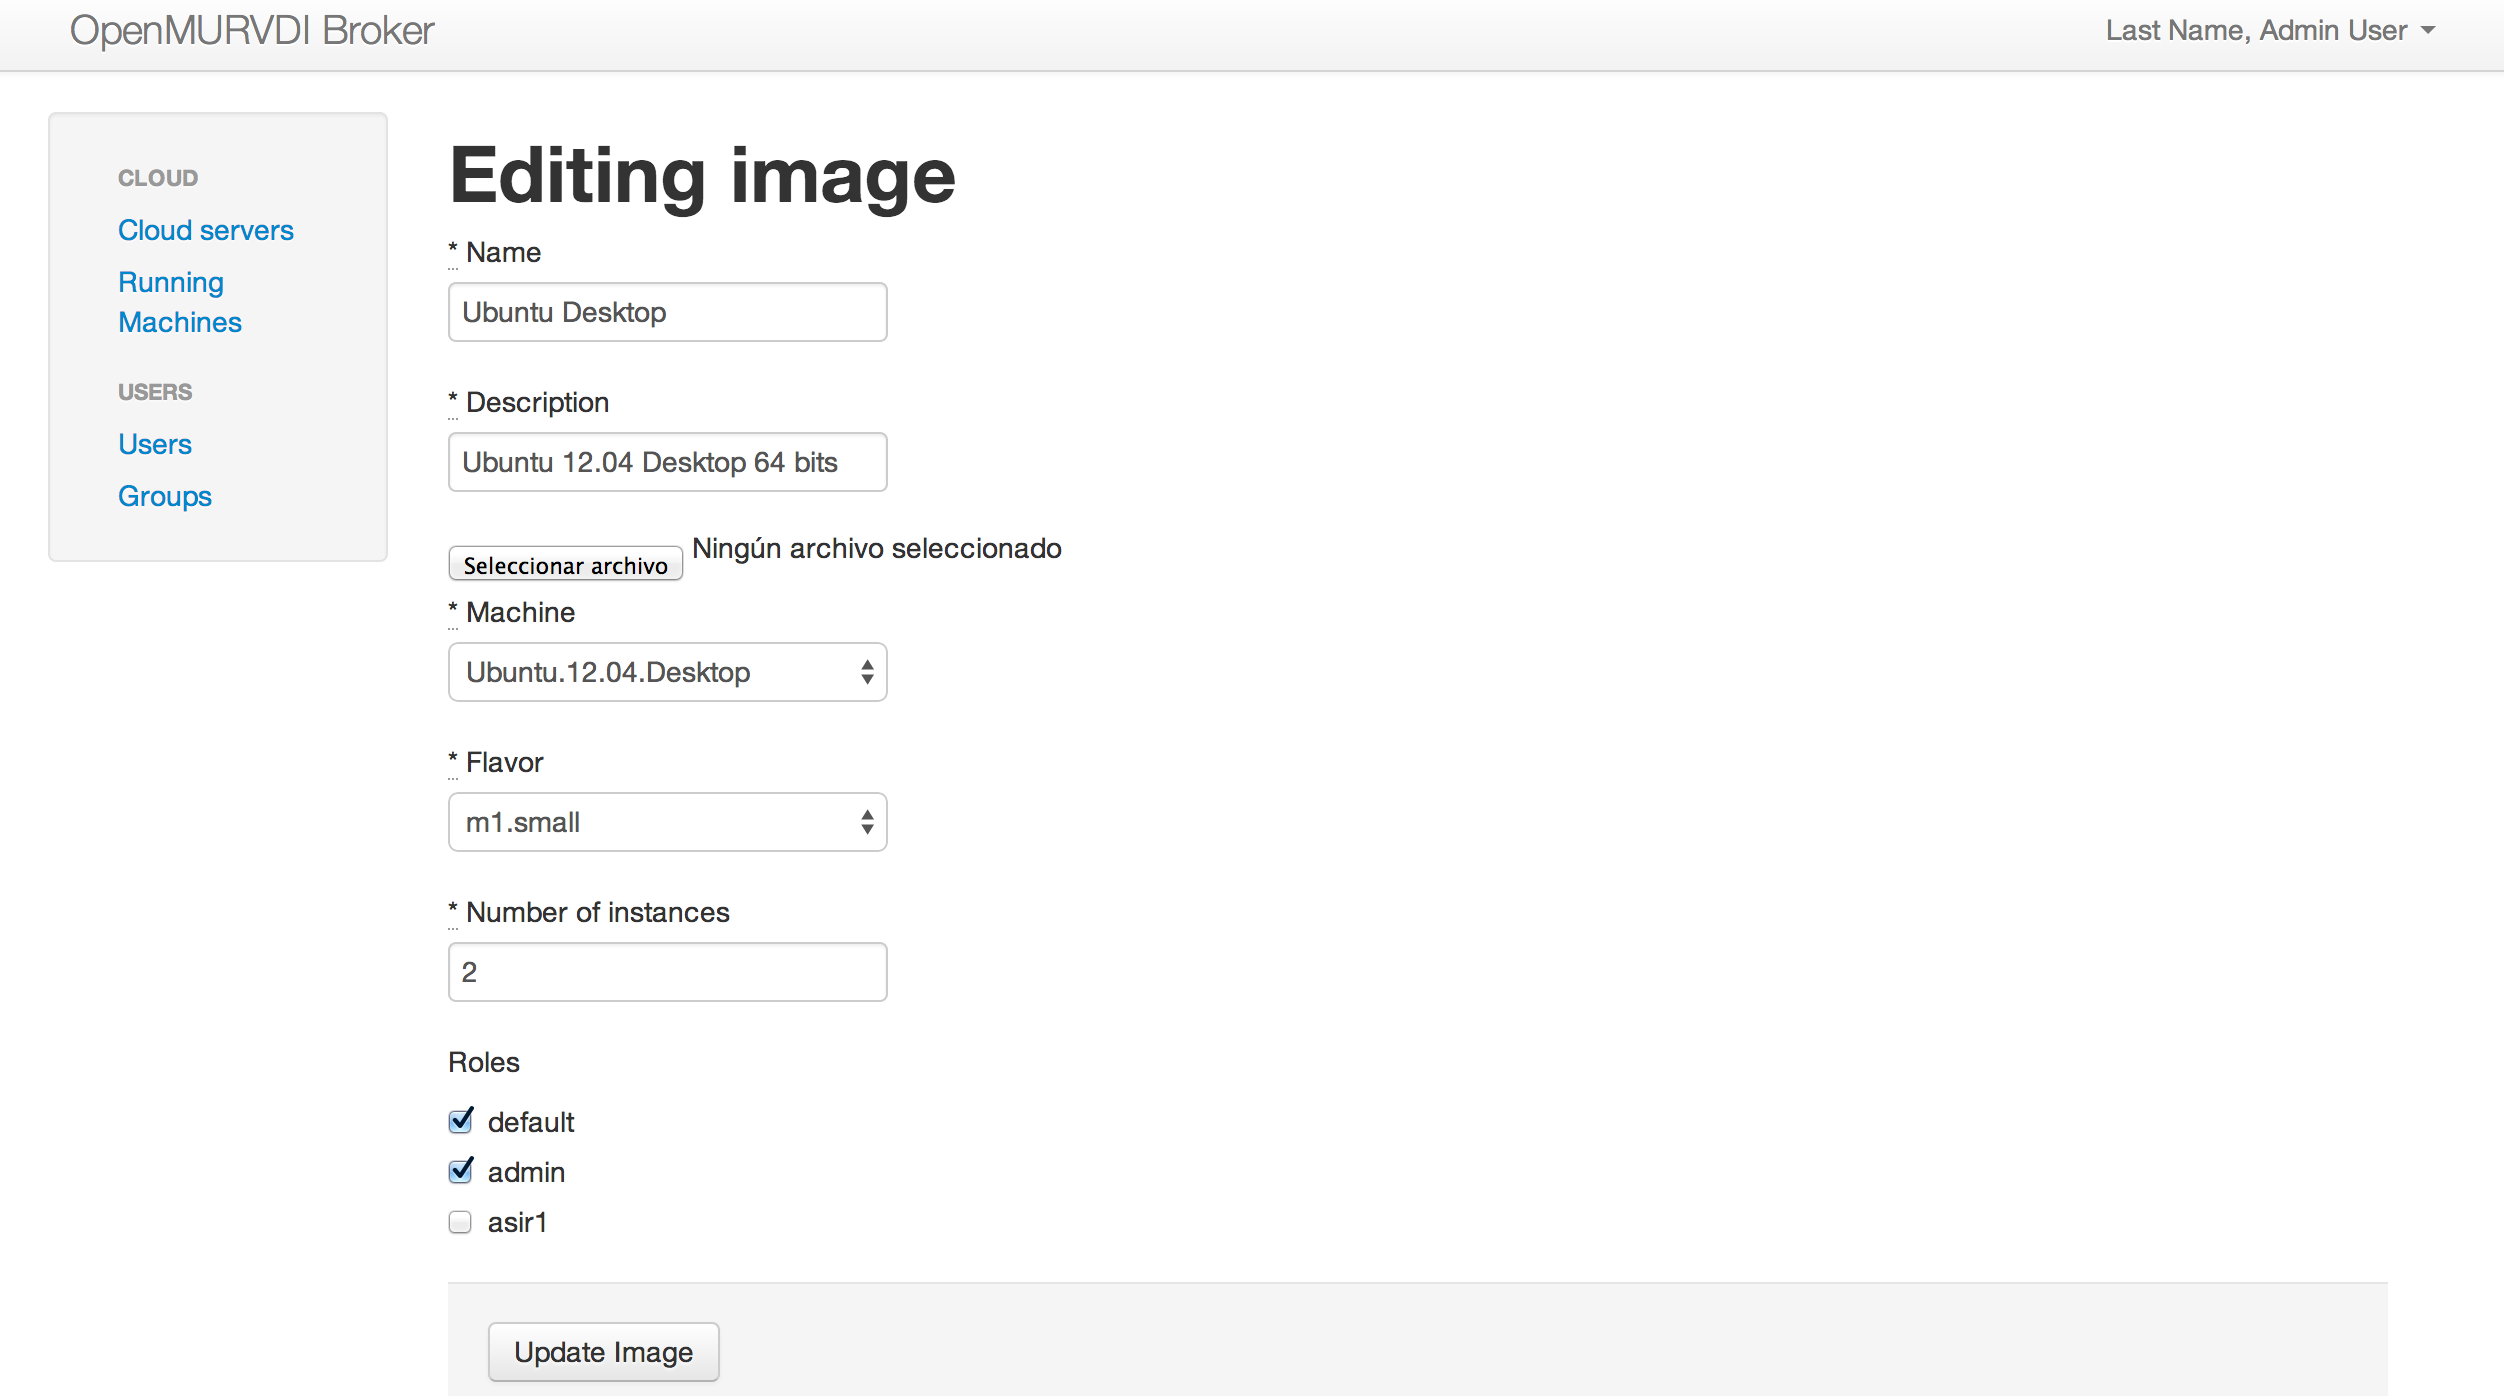 OpenMURVDI Broker
Last Name, Admin User
CLOUD
Cloud servers
Running
Machines
USERS
Users
Groups
Editing image
* Name
Ubuntu Desktop
* Description
Ubuntu 12.04 Desktop 64 bits
Seleccionar archivo Ningún archivo seleccionado
* Machine
Ubuntu.12.04.Desktop
* Flavor
m1.small
* Number of instances
2
Roles
default
admin
asir1
Update Image